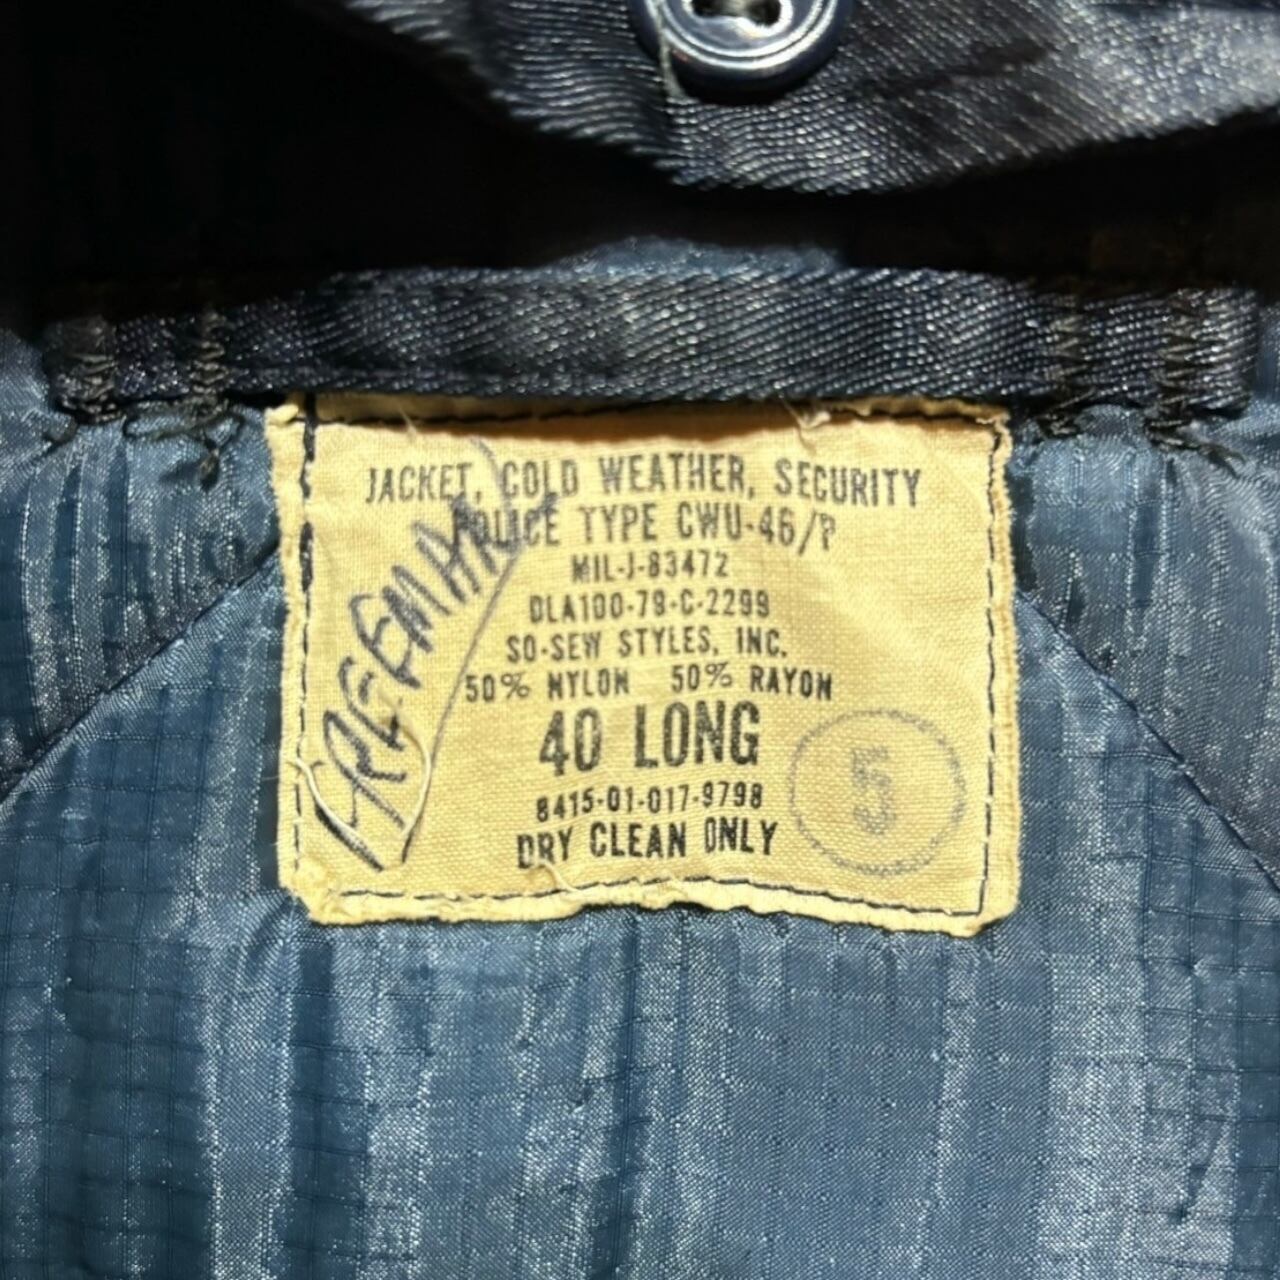 JACKET, COLD WEATHER, SECURITY
POLICE TYPE CWU-46/P
MIL-J-83472
DLA100-79-C-2299
SO-SEW STYLES, INC.
50% NYLON 50% RAYON
40 LONG
8415-01-017-9798
DRY CLEAN ONLY
5